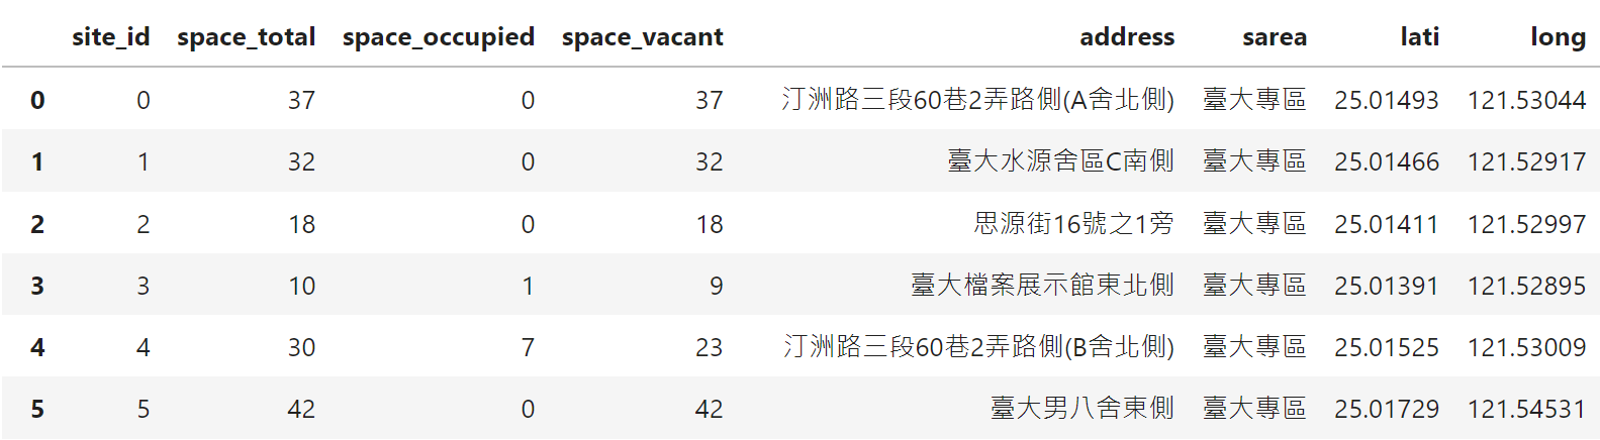 site_id space_total space_occupied space_vacant address sarea lati long
0 0 37 0 37 汀洲路三段60巷2弄路側(A舍北側) 臺大專區 25.01493 121.53044
1 1 32 0 32 臺大水源舍區C南側 臺大專區 25.01466 121.52917
2 2 18 0 18 思源街16號之1旁 臺大專區 25.01411 121.52997
3 3 10 1 9 臺大檔案展示館東北側 臺大專區 25.01391 121.52895
4 4 30 7 23 汀洲路三段60巷2弄路側(B舍北側) 臺大專區 25.01525 121.53009
5 5 42 0 42 臺大男八舍東側 臺大專區 25.01729 121.54531